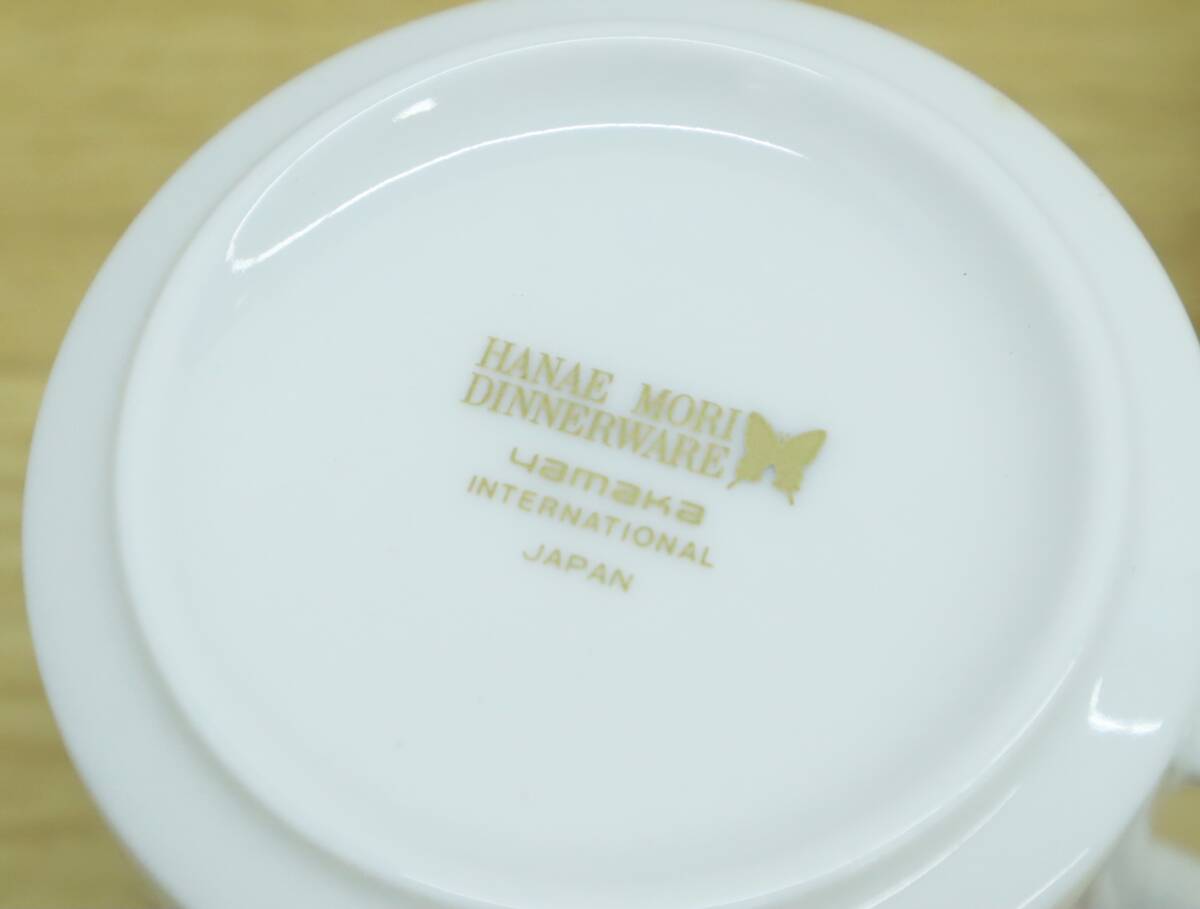 HANAE MORI
DINNERWARE
yamaka
INTERNATIONAL
JAPAN